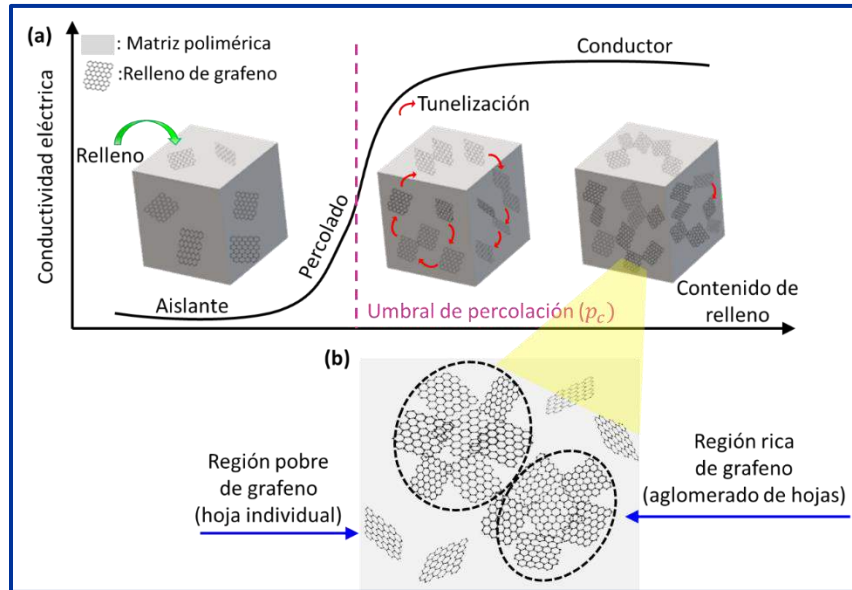 (a)
: Matriz polimérica
:Relleno de grafeno
Conductor
Tunelización
Relleno
Conductividad eléctrica
Percolado
Aislante
Umbral de percolación (p_c)
Contenido de
relleno
(b)
Región pobre
de grafeno
(hoja individual)
Región rica
de grafeno
(aglomerado de hojas)